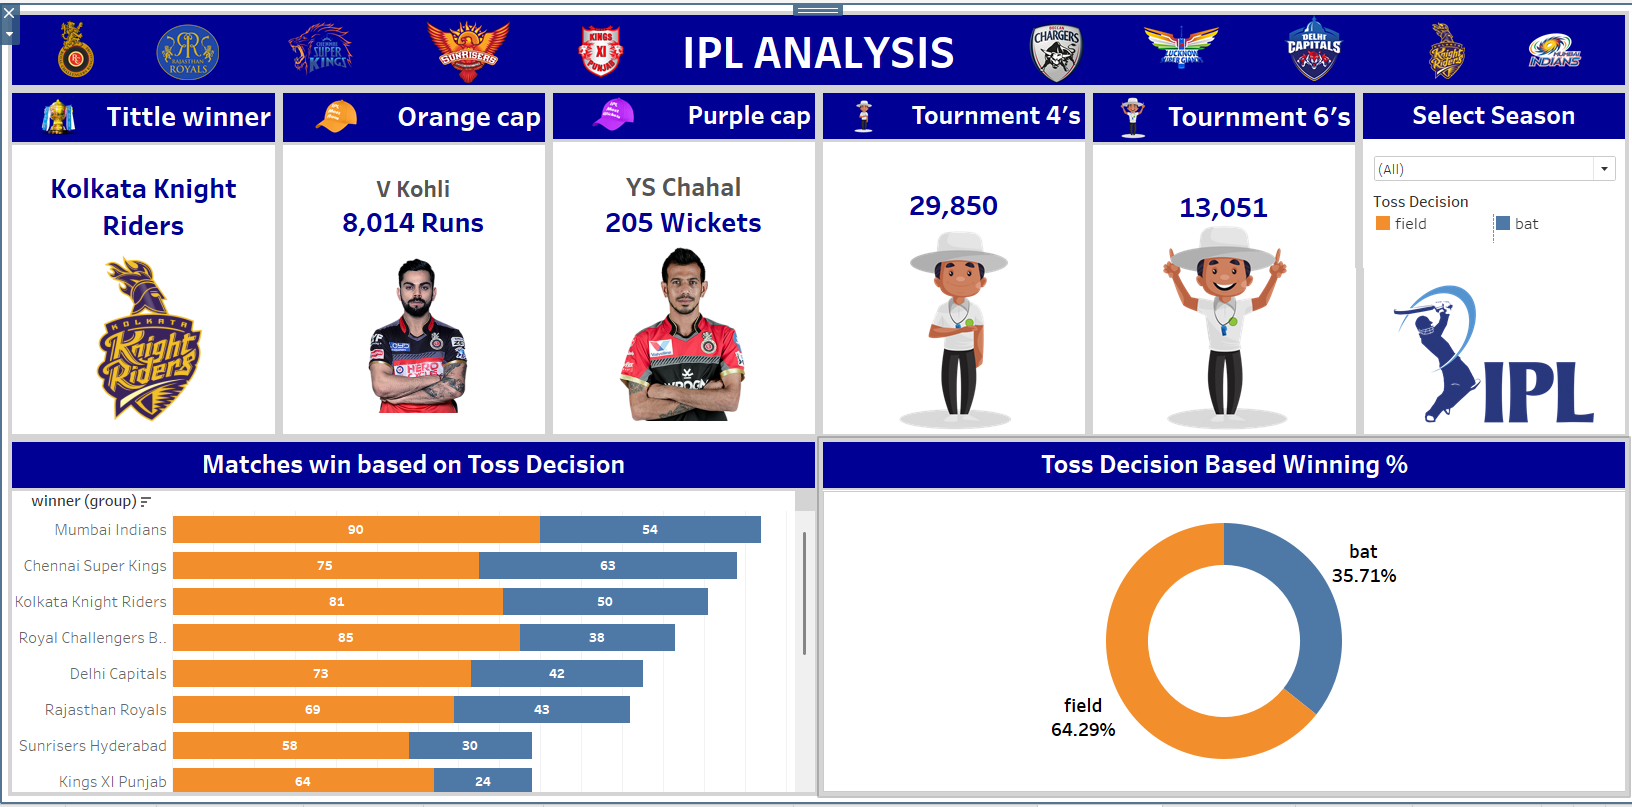 IPL ANALYSIS
RAJASTHAN
ROYALS
CHENNAI
SUPER
KINGS
SUNRISERS
KINGS
XI
PUNJAB
CHARGERS
LUCKNOW
SUPER GIANTS
DELHI
CAPITALS
Knight
Riders
MUMBAI
INDIANS
Tittle winner
Orange cap
Purple cap
Tournment 4’s
Tournment 6’s
Select Season
Kolkata Knight
Riders
KOLKATA
Knight
Riders
V Kohli
8,014 Runs
YS Chahal
205 Wickets
29,850
13,051
(All)
Toss Decision
field
bat
IPL
Matches win based on Toss Decision
winner (group)
Mumbai Indians 90 54
Chennai Super Kings 75 63
Kolkata Knight Riders 81 50
Royal Challengers B.. 85 38
Delhi Capitals 73 42
Rajasthan Royals 69 43
Sunrisers Hyderabad 58 30
Kings XI Punjab 64 24
Toss Decision Based Winning %
bat
35.71%
field
64.29%